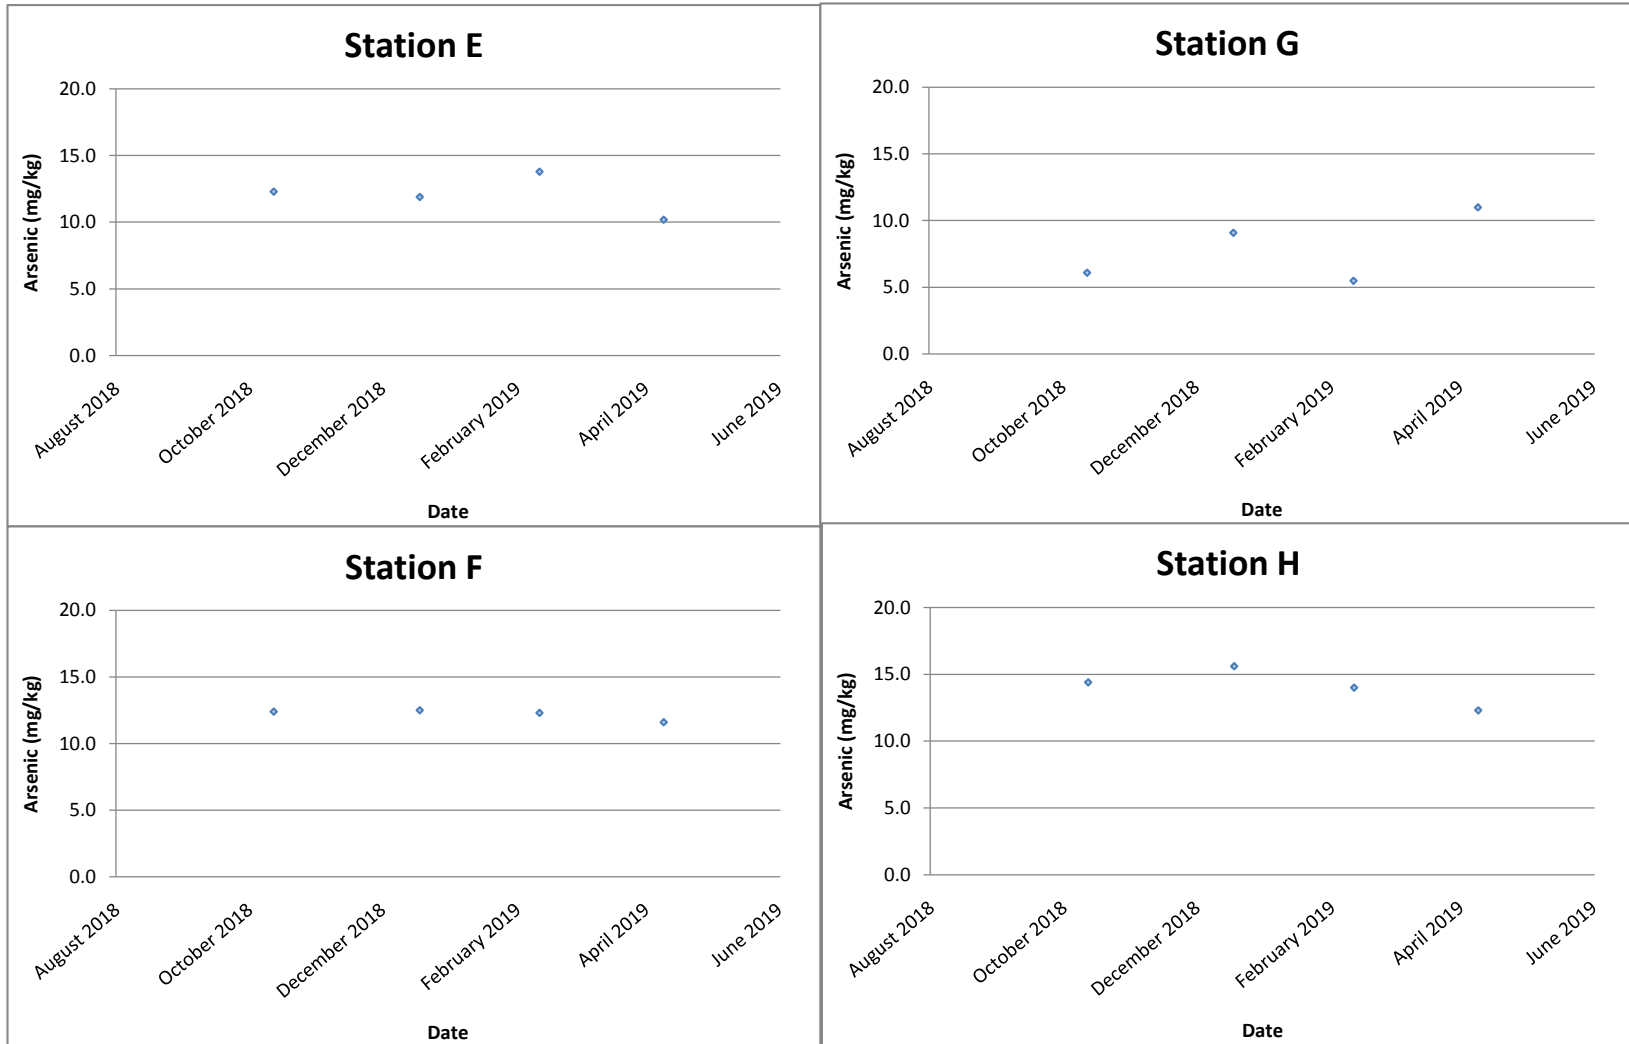 Station E
20.0
15.0
10.0
5.0
0.0
Arsenic (mg/kg)
August 2018
October 2018
December 2018
February 2019
April 2019
June 2019
Date
Station G
20.0
15.0
10.0
5.0
0.0
Arsenic (mg/kg)
August 2018
October 2018
December 2018
February 2019
April 2019
June 2019
Date
Station F
20.0
15.0
10.0
5.0
0.0
Arsenic (mg/kg)
August 2018
October 2018
December 2018
February 2019
April 2019
June 2019
Date
Station H
20.0
15.0
10.0
5.0
0.0
Arsenic (mg/kg)
August 2018
October 2018
December 2018
February 2019
April 2019
June 2019
Date